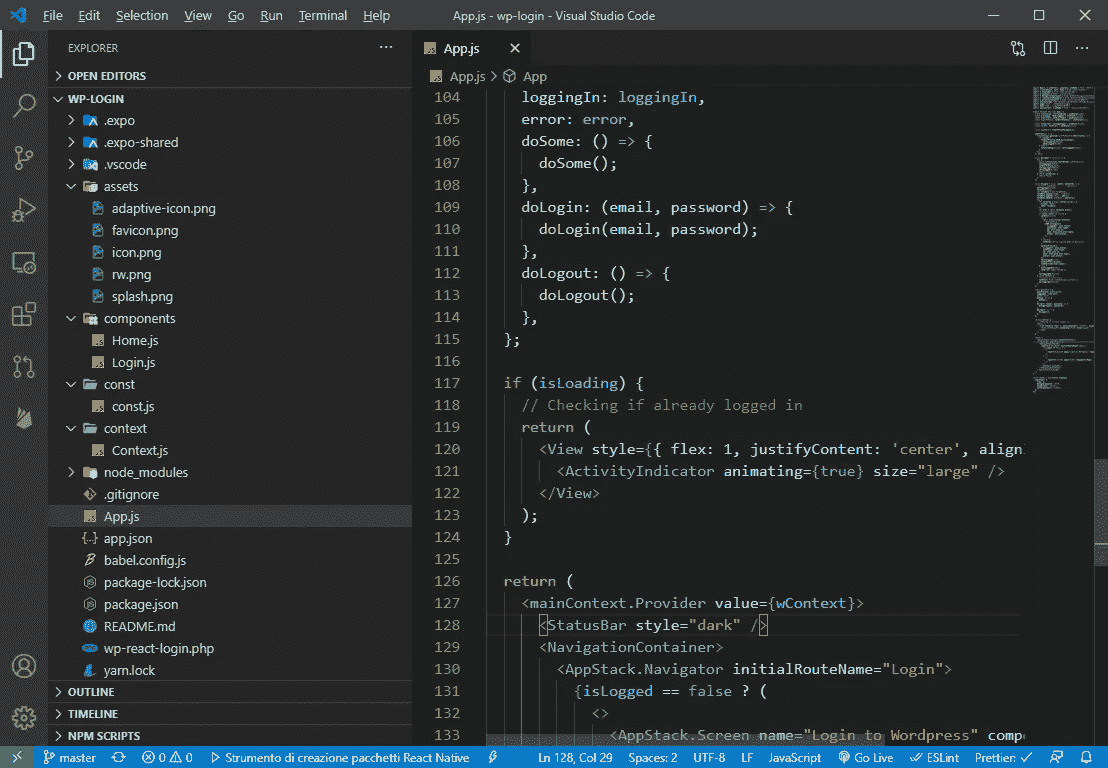 File Edit Selection View Go Run Terminal Help App.js - wp-login - Visual Studio Code
EXPLORER
OPEN EDITORS
WP-LOGIN
.expo
.expo-shared
.vscode
assets
adaptive-icon.png
favicon.png
icon.png
rw.png
splash.png
components
Home.js
Login.js
const
const.js
context
Context.js
node_modules
.gitignore
App.js
app.json
babel.config.js
package-lock.json
package.json
README.md
wp-react-login.php
yarn.lock
OUTLINE
TIMELINE
NPM SCRIPTS
App.js
App.js > App
104 loggingIn: loggingIn,
105 error: error,
106 doSome: () => {
107 doSome();
108 },
109 doLogin: (email, password) => {
110 doLogin(email, password);
111 },
112 doLogout: () => {
113 doLogout();
114 },
115 };
116
117 if (isLoading) {
118 // Checking if already logged in
119 return (
120 <View style={{ flex: 1, justifyContent: 'center', align
121 <ActivityIndicator animating={true} size="large" />
122 </View>
123 );
124 }
125
126 return (
127 <mainContext.Provider value={wContext}>
128 <StatusBar style="dark" />
129 <NavigationContainer>
130 <AppStack.Navigator initialRouteName="Login">
131 {isLogged == false ? (
132 <>
133 <AppStack.Screen name="Login to Wordpress" comp
master 0 0 Strumento di creazione pacchetti React Native Ln 128, Col 29 Spaces: 2 UTF-8 LF JavaScript Go Live ESLint Prettier: